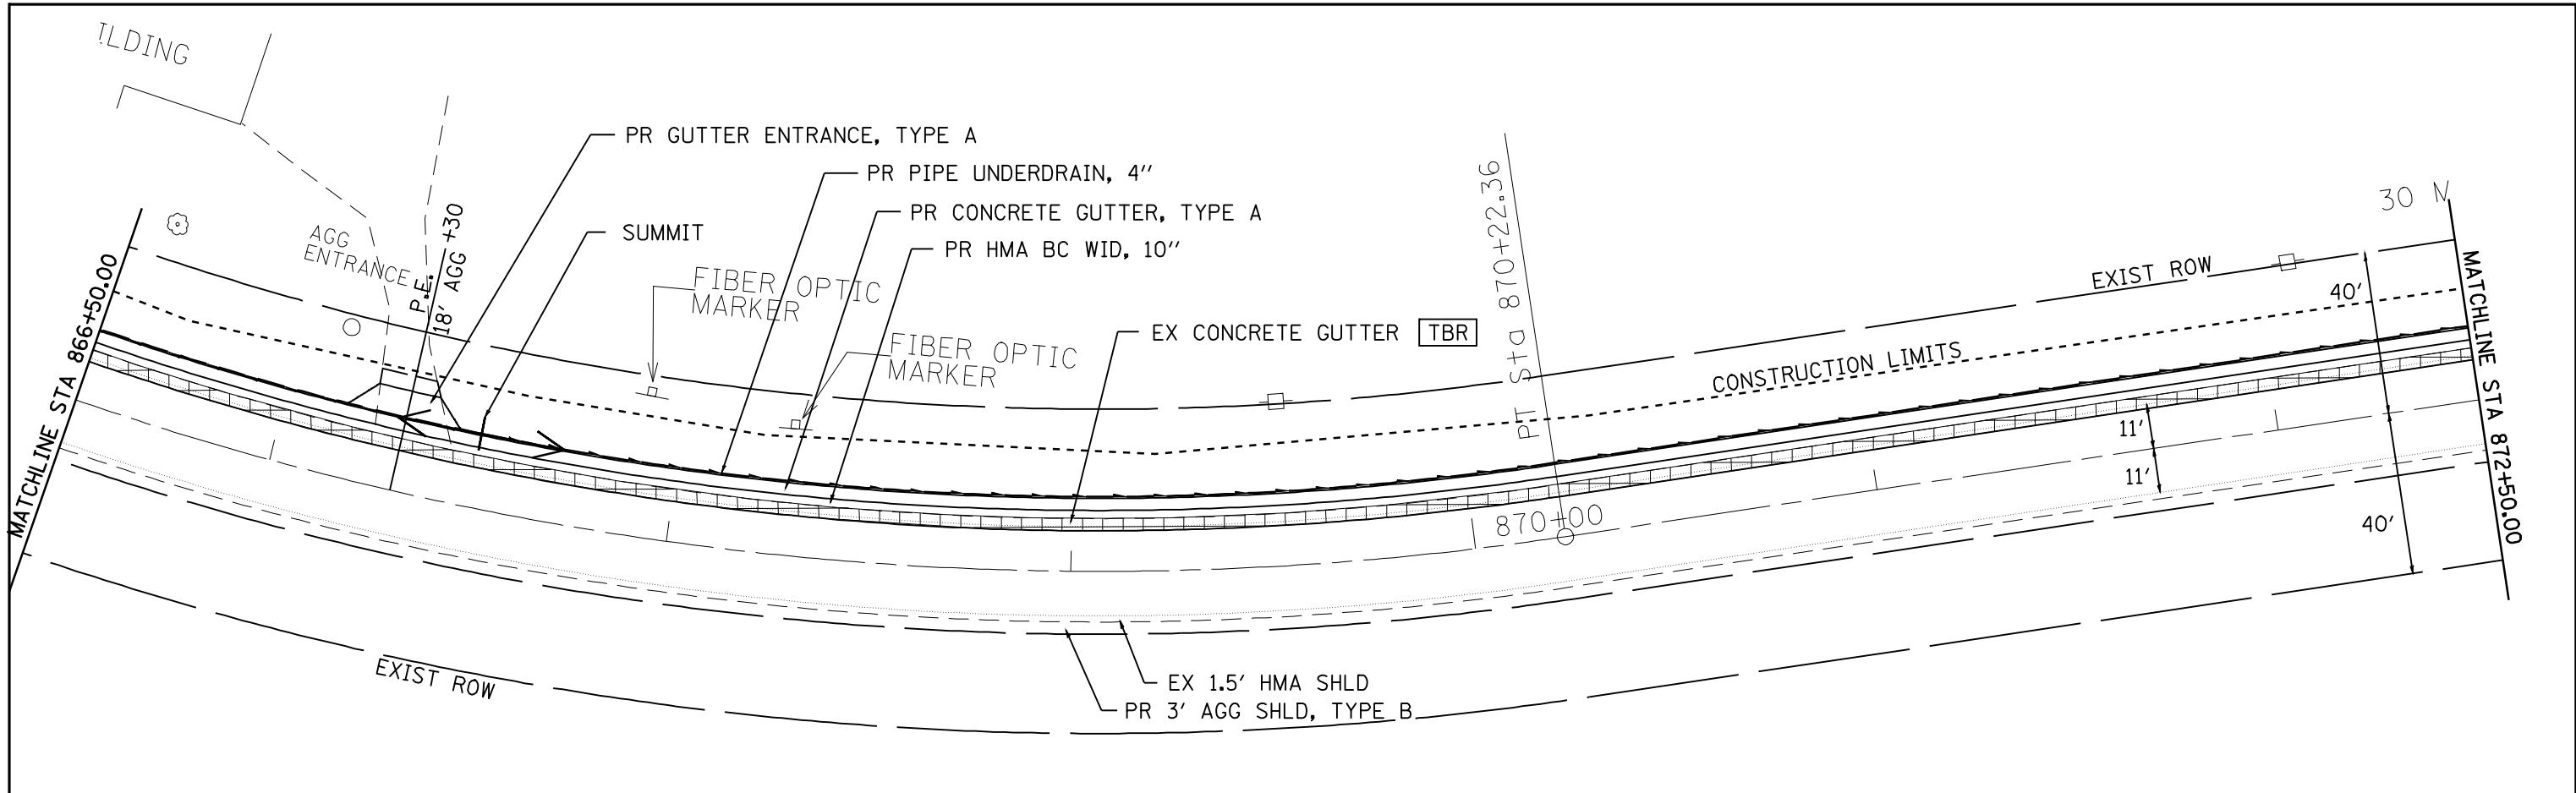 ILDING
PR GUTTER ENTRANCE, TYPE A
PR PIPE UNDERDRAIN, 4"
PR CONCRETE GUTTER, TYPE A
PR HMA BC WID, 10"
SUMMIT
AGG
ENTRANCE
P.E.
18' AGG +30
FIBER OPTIC
MARKER
FIBER OPTIC
MARKER
EX CONCRETE GUTTER TBR
PT Sta 870+22.36
870+00
30 N
EXIST ROW
CONSTRUCTION LIMITS
40'
11'
11'
40'
MATCHLINE STA 866+50.00
MATCHLINE STA 872+50.00
EXIST ROW
EX 1.5' HMA SHLD
PR 3' AGG SHLD, TYPE B